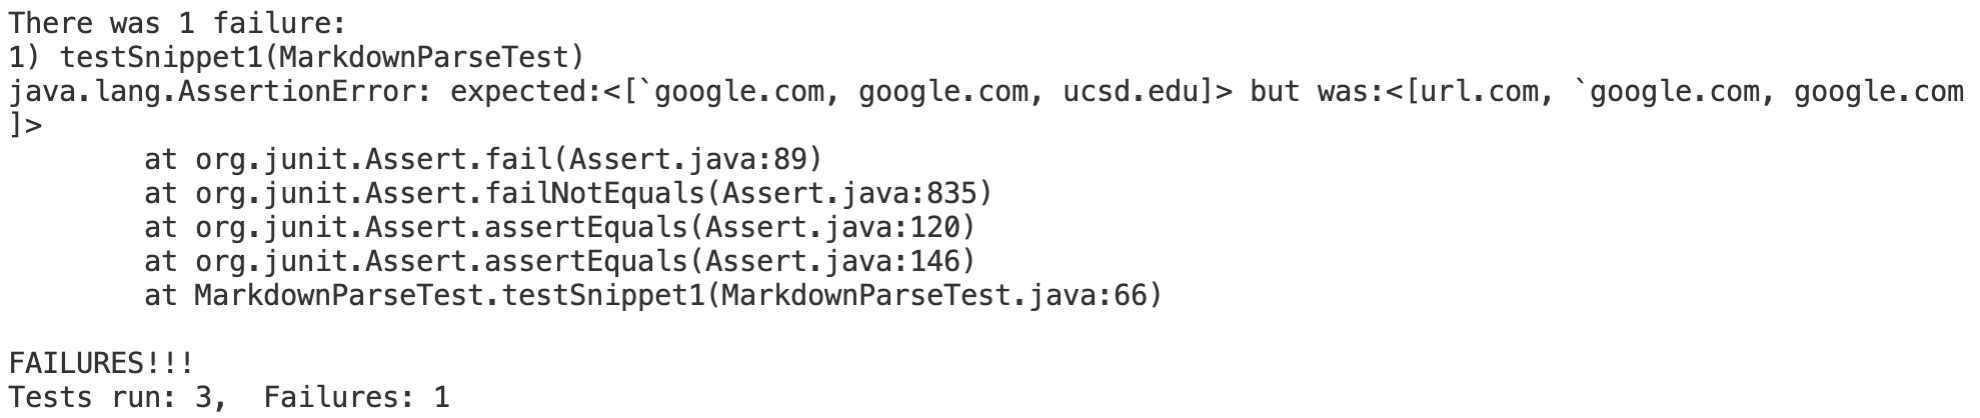 There was 1 failure:
1) testSnippet1(MarkdownParseTest)
java.lang.AssertionError: expected:<[`google.com, google.com, ucsd.edu]> but was:<[url.com, `google.com, google.com
]>
        at org.junit.Assert.fail(Assert.java:89)
        at org.junit.Assert.failNotEquals(Assert.java:835)
        at org.junit.Assert.assertEquals(Assert.java:120)
        at org.junit.Assert.assertEquals(Assert.java:146)
        at MarkdownParseTest.testSnippet1(MarkdownParseTest.java:66)

FAILURES!!!
Tests run: 3,  Failures: 1